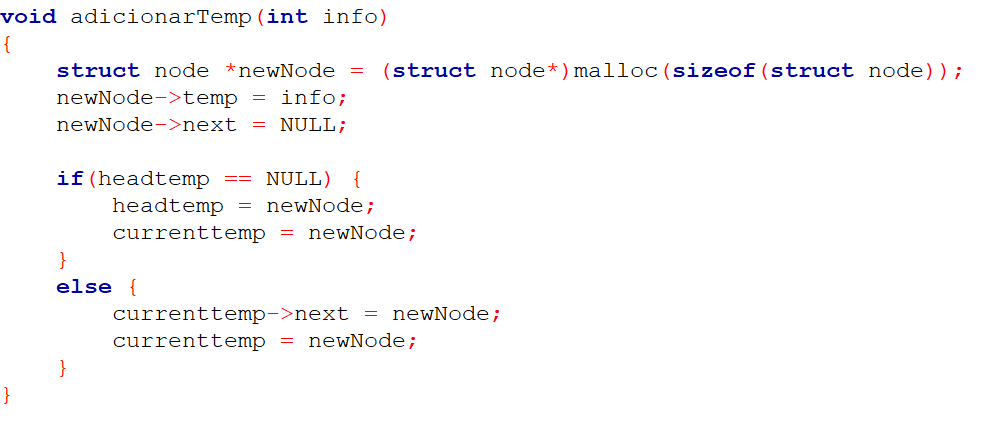 void adicionarTemp(int info)
{
    struct node *newNode = (struct node*)malloc(sizeof(struct node));
    newNode->temp = info;
    newNode->next = NULL;

    if(headtemp == NULL) {
        headtemp = newNode;
        currenttemp = newNode;
    }
    else {
        currenttemp->next = newNode;
        currenttemp = newNode;
    }
}